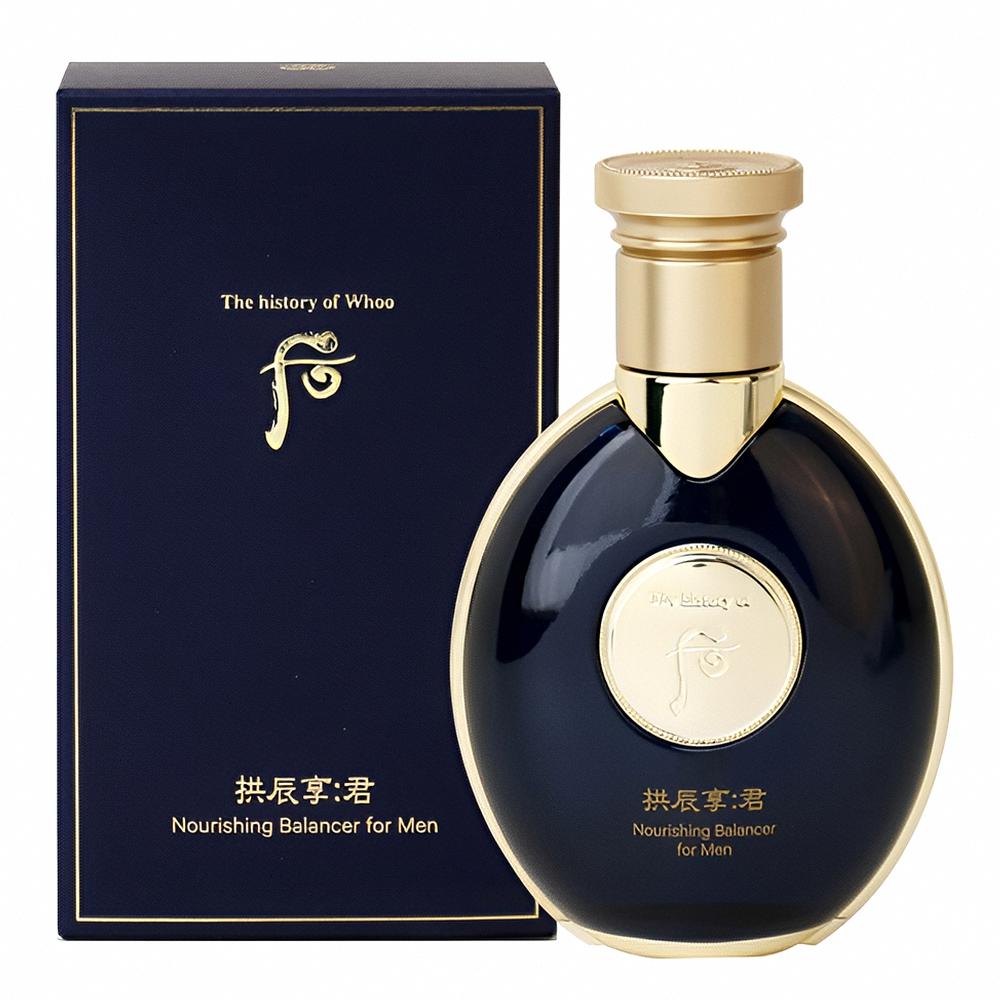 The history of Whoo
后
拱辰享:君
Nourishing Balancer for Men
拱辰享:君
Nourishing Balancer
for Men